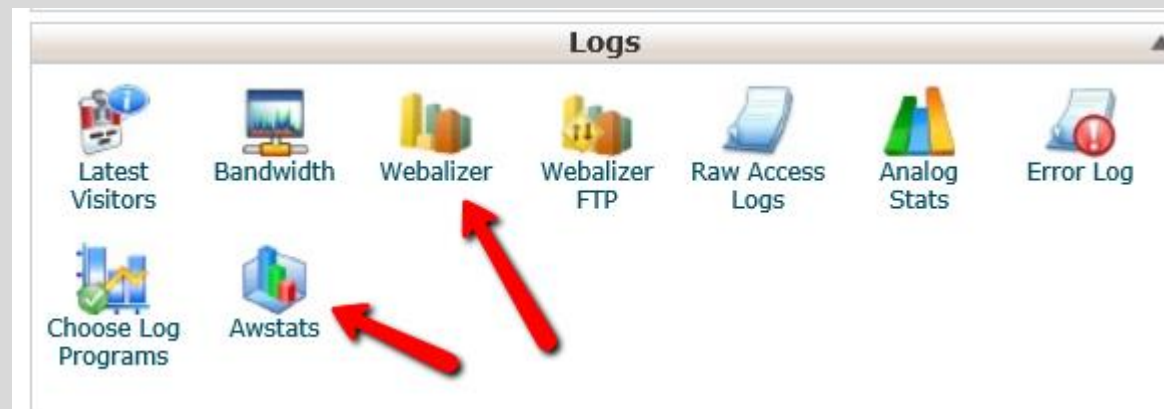 Logs
Latest
Visitors
Bandwidth
Webalizer
Webalizer
FTP
Raw Access
Logs
Analog
Stats
Error Log
Choose Log
Programs
Awstats